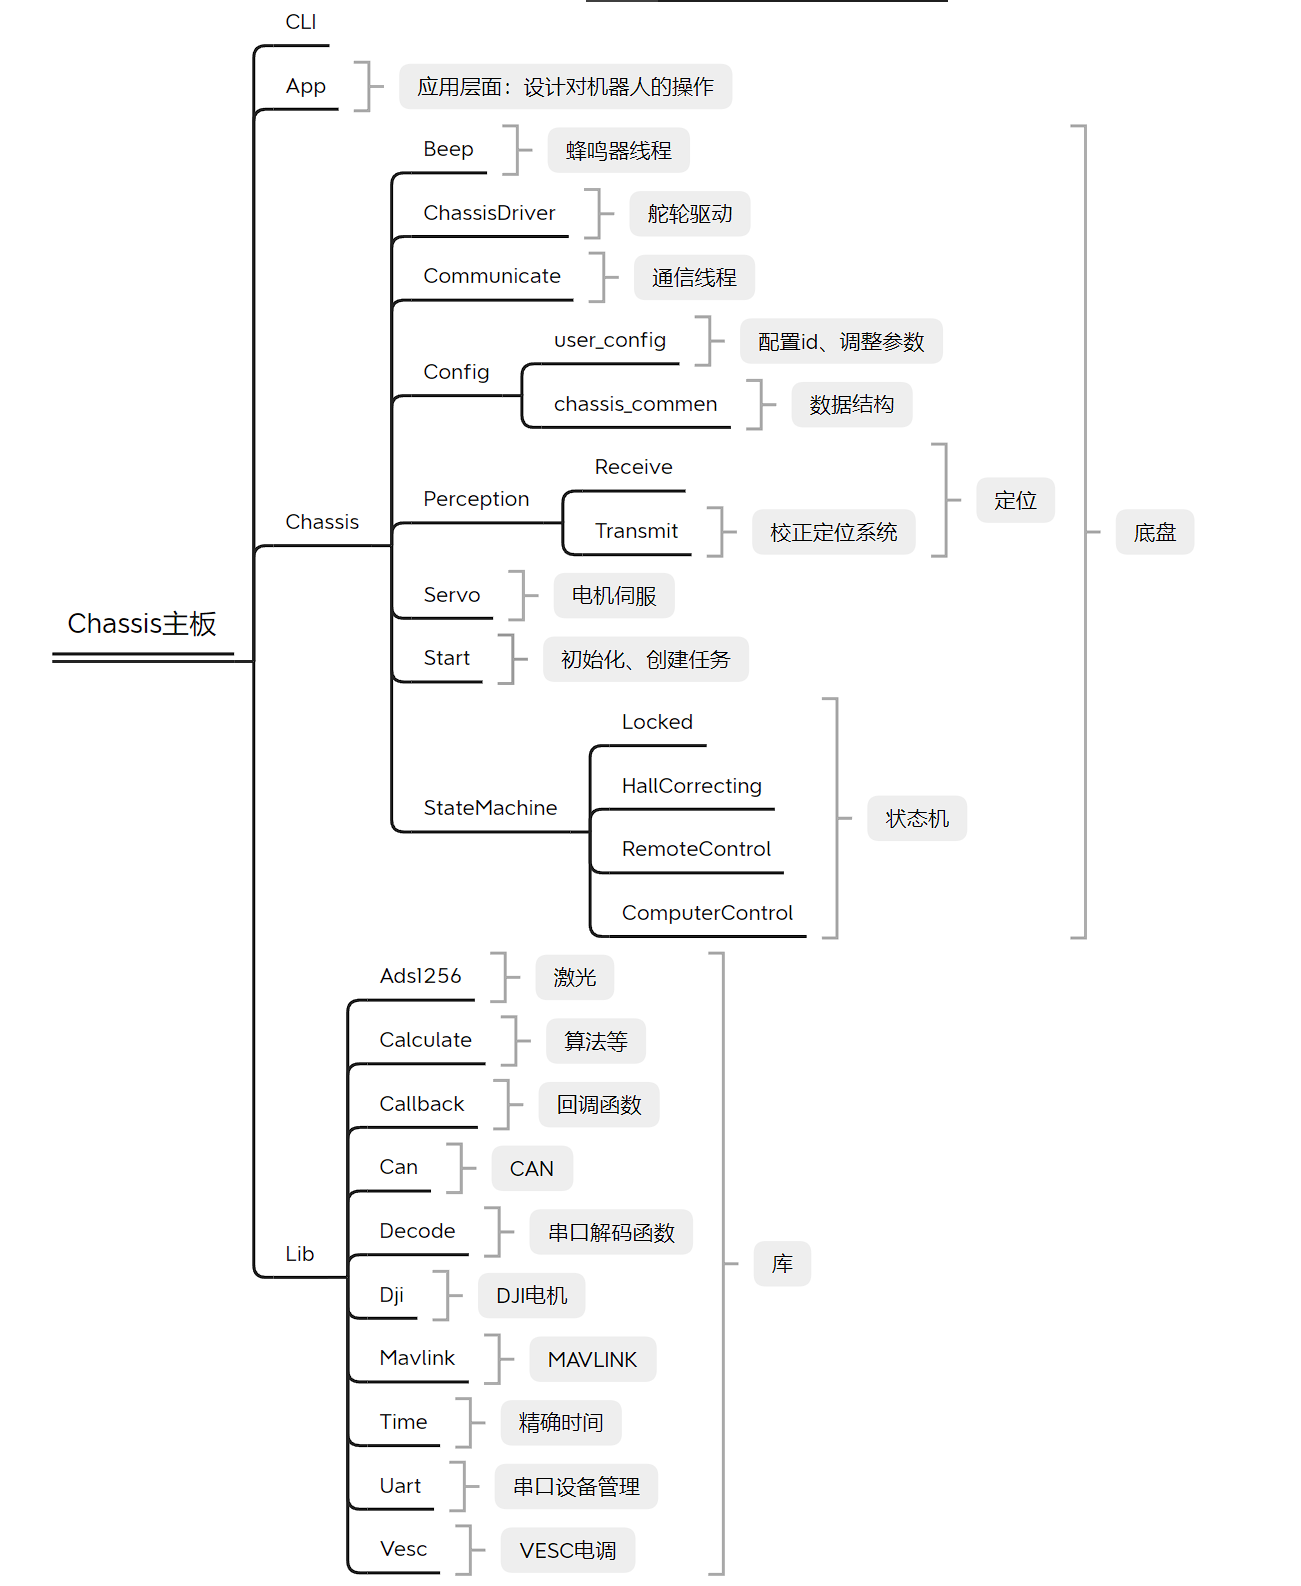 CLI
App
应用层面：设计对机器人的操作
Beep
蜂鸣器线程
ChassisDriver
舵轮驱动
Communicate
通信线程
user_config
配置id、调整参数
Config
chassis_commen
数据结构
Receive
Perception
定位
Transmit
校正定位系统
Chassis
底盘
Servo
电机伺服
Chassis主板
Start
初始化、创建任务
Locked
HallCorrecting
StateMachine
状态机
RemoteControl
ComputerControl
Ads1256
激光
Calculate
算法等
Callback
回调函数
Can
CAN
Decode
串口解码函数
Lib
库
Dji
DJI电机
Mavlink
MAVLINK
Time
精确时间
Uart
串口设备管理
Vesc
VESC电调